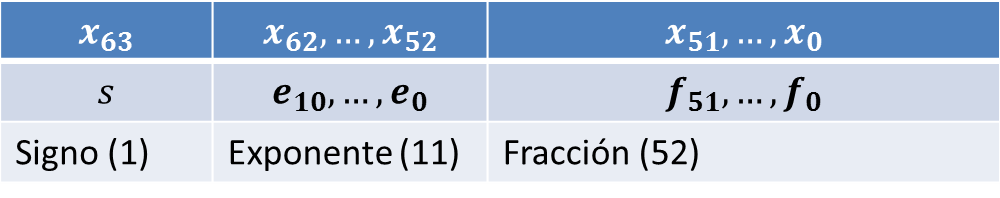 x₆₃ x₆₂, … , x₅₂ x₅₁, … , x₀
s e₁₀, … , e₀ f₅₁, … , f₀
Signo (1) Exponente (11) Fracción (52)